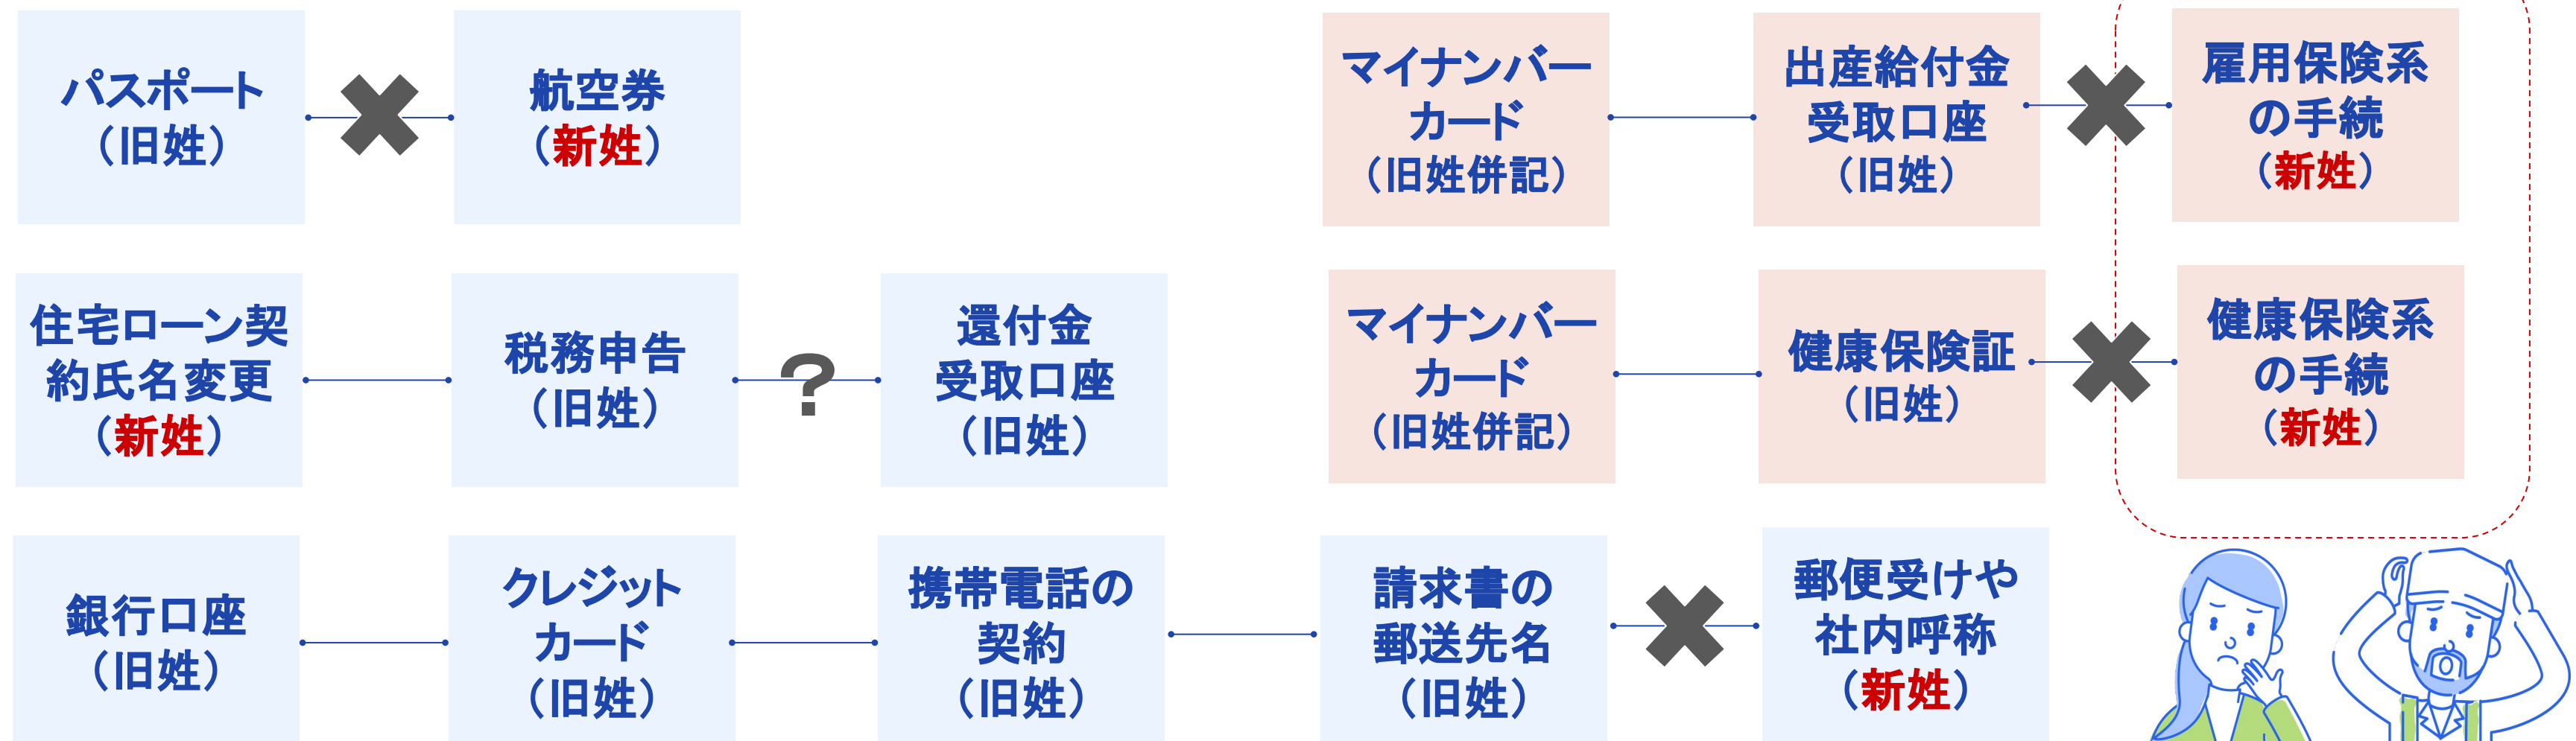 パスポート
（旧姓）
航空券
（新姓）
マイナンバー
カード
（旧姓併記）
出産給付金
受取口座
（旧姓）
雇用保険系
の手続
（新姓）
住宅ローン契
約氏名変更
（新姓）
税務申告
（旧姓）
?
還付金
受取口座
（旧姓）
マイナンバー
カード
（旧姓併記）
健康保険証
（旧姓）
健康保険系
の手続
（新姓）
銀行口座
（旧姓）
クレジット
カード
（旧姓）
携帯電話の
契約
（旧姓）
請求書の
郵送先名
（旧姓）
郵便受けや
社内呼称
（新姓）